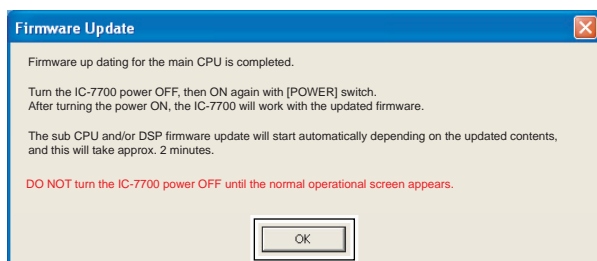 Firmware Update
Firmware up dating for the main CPU is completed.
Turn the IC-7700 power OFF, then ON again with [POWER] switch.
After turning the power ON, the IC-7700 will work with the updated firmware.
The sub CPU and/or DSP firmware update will start automatically depending on the updated contents,
and this will take approx. 2 minutes.
DO NOT turn the IC-7700 power OFF until the normal operational screen appears.
OK